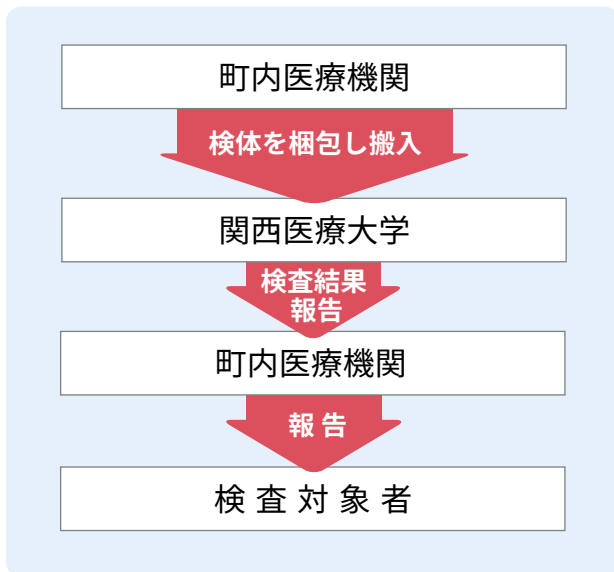 町内医療機関
検体を梱包し搬入
関西医療大学
検査結果
報告
町内医療機関
報 告
検 査 対 象 者